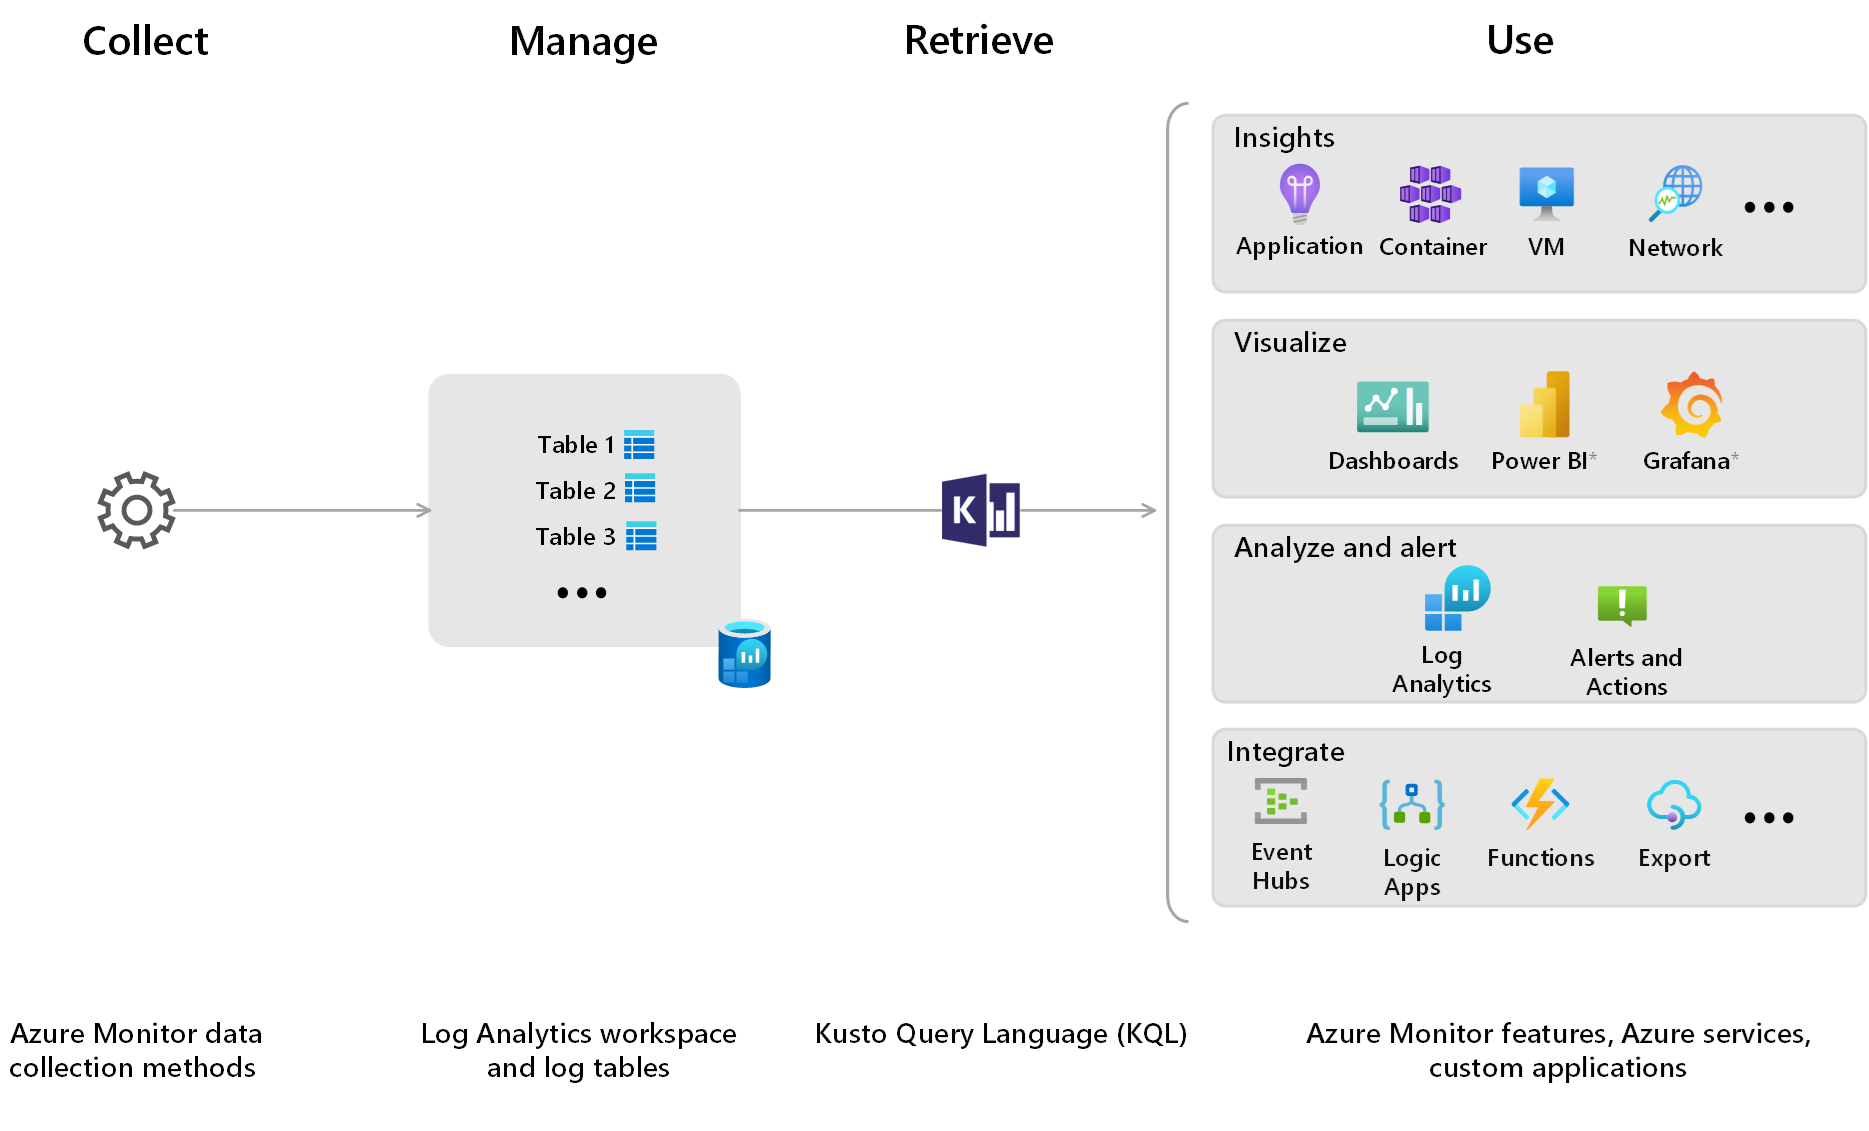 Collect
Manage
Retrieve
Use
Insights
Application
Container
VM
Network
Visualize
Dashboards
Power BI*
Grafana*
Table 1
Table 2
Table 3
K
Analyze and alert
Log
Analytics
Alerts and
Actions
Integrate
Event
Hubs
Logic
Apps
Functions
Export
Azure Monitor data
collection methods
Log Analytics workspace
and log tables
Kusto Query Language (KQL)
Azure Monitor features, Azure services,
custom applications